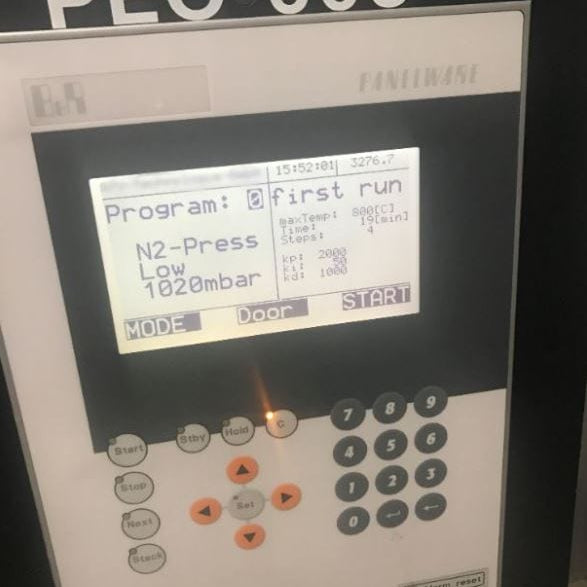 B&R
PANELWARE
15:52:01 3276.7
Program: 0 first run
maxTemp: 800[C]
Time: 19[min]
Steps: 4
N2-Press
Low
1020mbar
kp: 2000
ki: 50
kd: 1000
MODE Door START
Start
Stby
Hold
C
7 8 9
Stop
4 5 6
Set
1 2 3
Next
0
Steck
reset